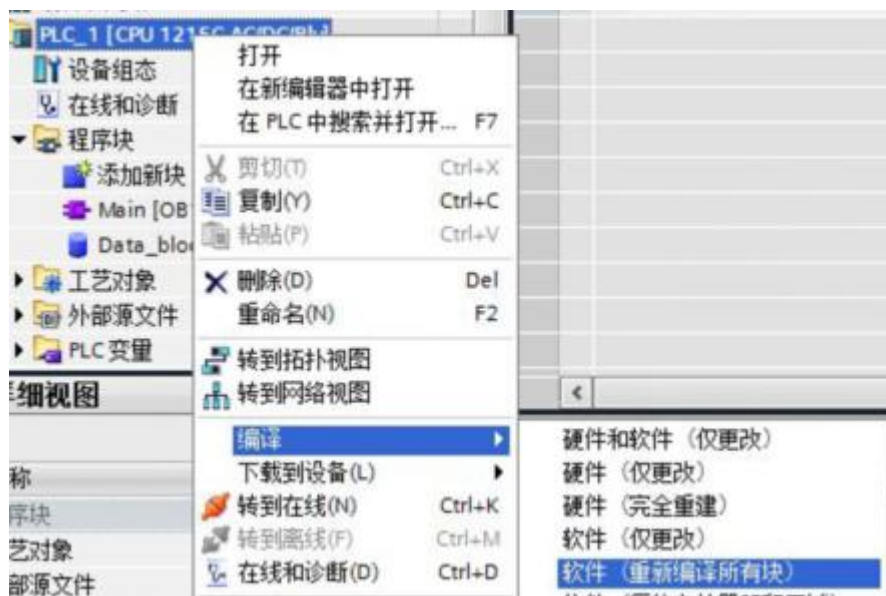 PLC_1 [CPU 1215C AC/DC/Rly]
设备组态
在线和诊断
程序块
添加新块
Main [OB
Data_bloc
工艺对象
外部源文件
PLC 变量
细视图
称
序块
艺对象
部源文件
打开
在新编辑器中打开
在 PLC 中搜索并打开... F7
剪切(T) Ctrl+X
复制(Y) Ctrl+C
粘贴(P) Ctrl+V
删除(D) Del
重命名(N) F2
转到拓扑视图
转到网络视图
编译
下载到设备(L)
转到在线(N) Ctrl+K
转到离线(F) Ctrl+M
在线和诊断(D) Ctrl+D
硬件和软件（仅更改）
硬件（仅更改）
硬件（完全重建）
软件（仅更改）
软件（重新编译所有块）